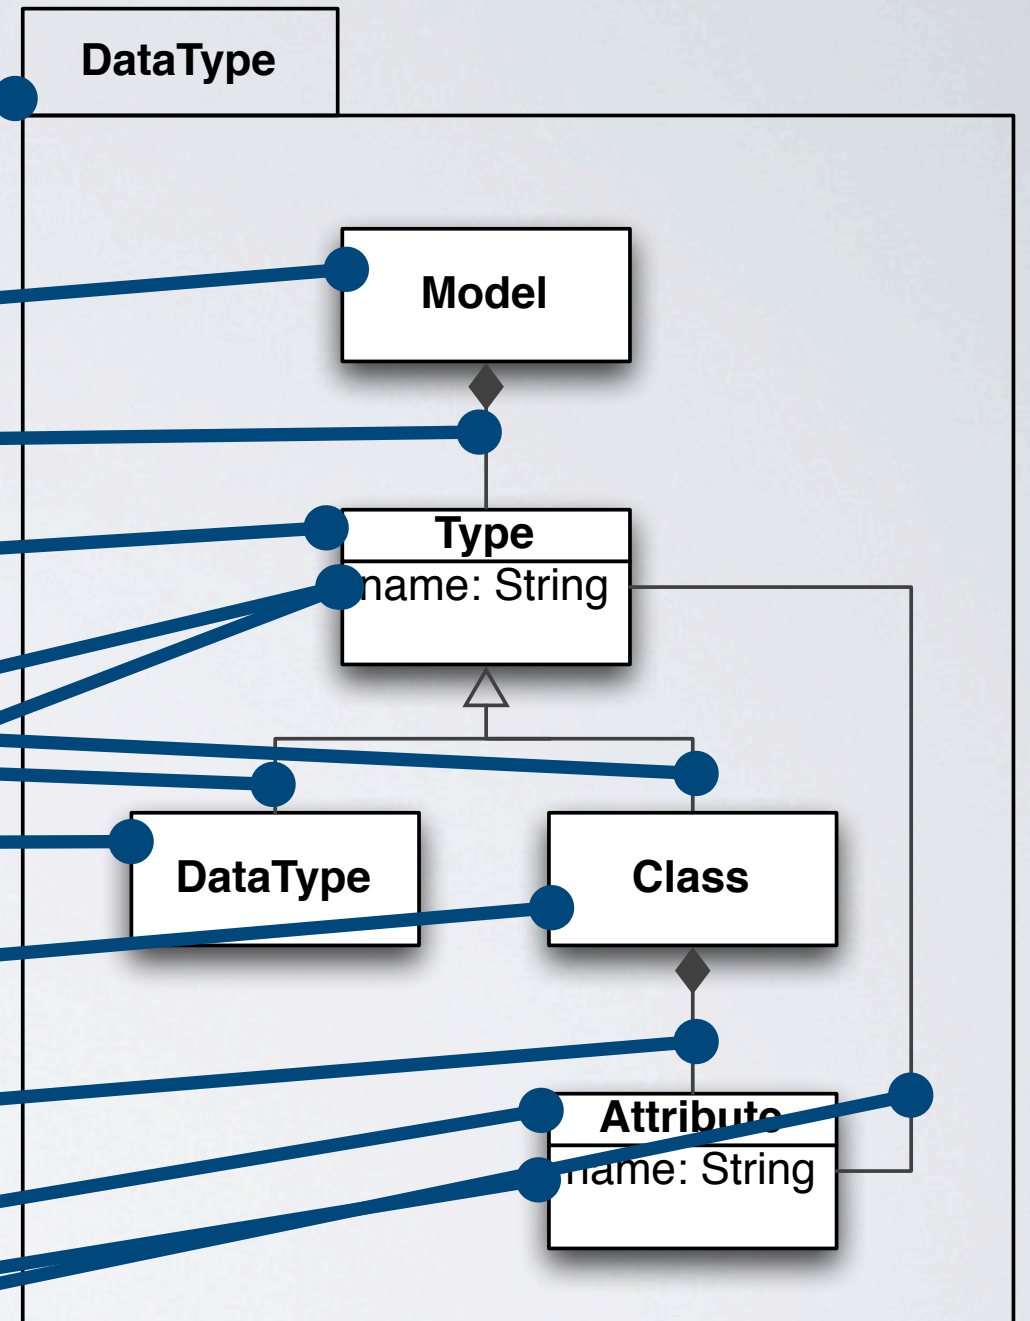 DataType
Model
Type
name: String
DataType
Class
Attribute
name: String